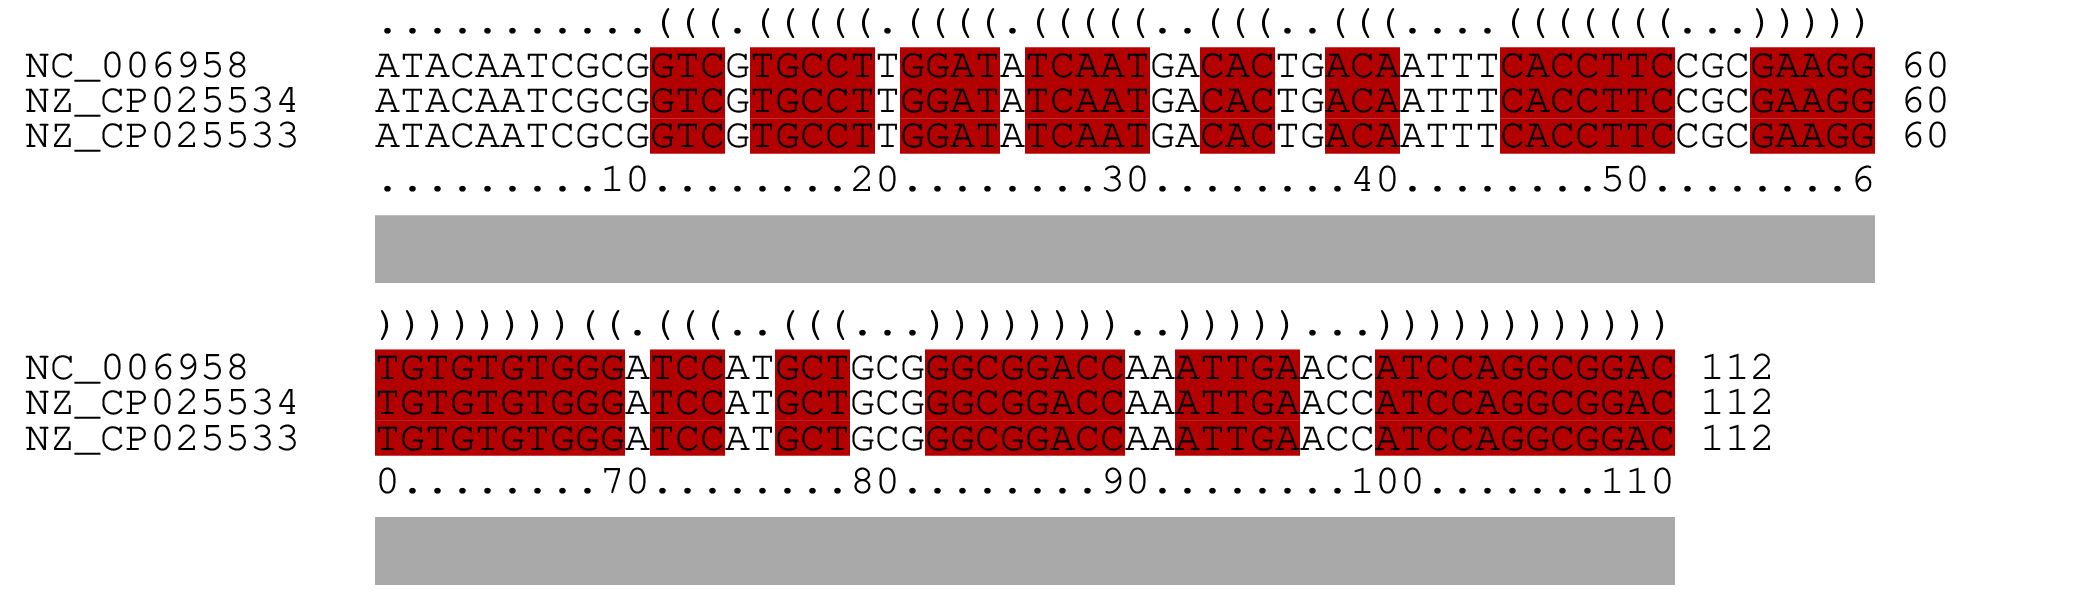 ...........(((.(((((.((((.(((((..(((..(((....(((((((...)))))
NC_006958 ATACAATCGCGGTCGTGCCTTGGATATCAATGACACTGACAATTTCACCTTCCGCGAAGG 60
NZ_CP025534 ATACAATCGCGGTCGTGCCTTGGATATCAATGACACTGACAATTTCACCTTCCGCGAAGG 60
NZ_CP025533 ATACAATCGCGGTCGTGCCTTGGATATCAATGACACTGACAATTTCACCTTCCGCGAAGG 60
.........10........20........30........40........50........6
))))))))((.(((..(((...))))))))..)))))...))))))))))))
NC_006958 TGTGTGTGGGATCCATGCTGCGGGCGGACCAAATTGAACCATCCAGGCGGAC 112
NZ_CP025534 TGTGTGTGGGATCCATGCTGCGGGCGGACCAAATTGAACCATCCAGGCGGAC 112
NZ_CP025533 TGTGTGTGGGATCCATGCTGCGGGCGGACCAAATTGAACCATCCAGGCGGAC 112
0........70........80........90........100.......110